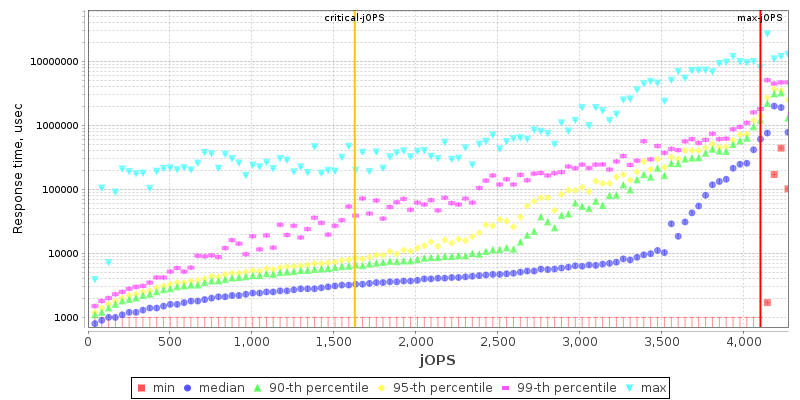 critical-jOPS
max-jOPS
Response time, usec
10000000
1000000
100000
10000
1000
0
500
1,000
1,500
2,000
2,500
3,000
3,500
4,000
jOPS
min
median
90-th percentile
95-th percentile
99-th percentile
max